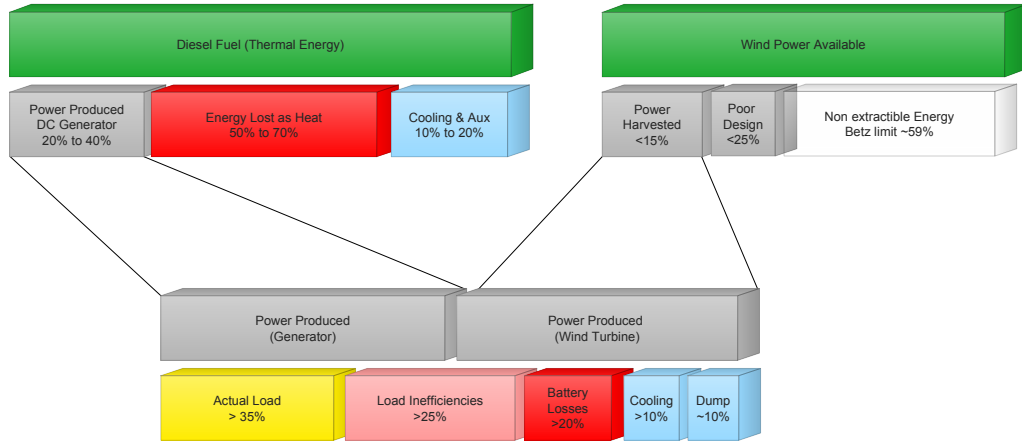 Diesel Fuel (Thermal Energy)
Wind Power Available
Power Produced
DC Generator
20% to 40%
Energy Lost as Heat
50% to 70%
Cooling & Aux
10% to 20%
Power
Harvested
<15%
Poor
Design
<25%
Non extractible Energy
Betz limit ~59%
Power Produced
(Generator)
Power Produced
(Wind Turbine)
Actual Load
> 35%
Load Inefficiencies
>25%
Battery
Losses
>20%
Cooling
>10%
Dump
~10%